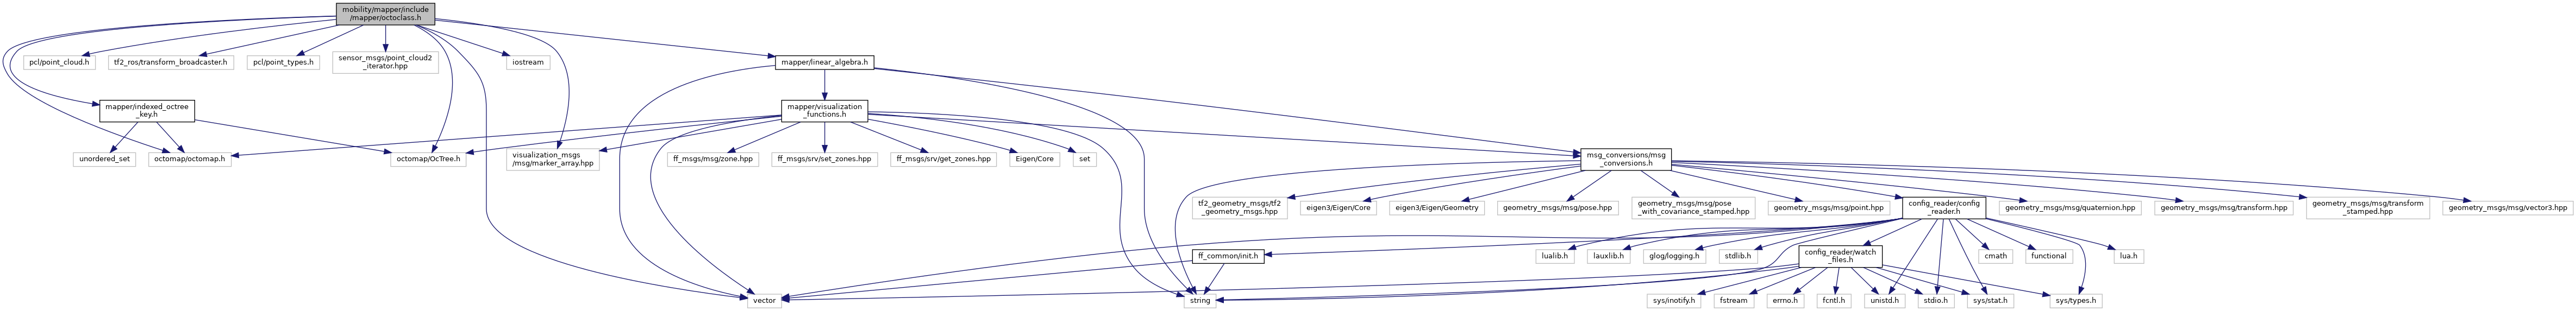 mobility/mapper/include
/mapper/octoclass.h
pcl/point_cloud.h
tf2_ros/transform_broadcaster.h
pcl/point_types.h
sensor_msgs/point_cloud2
_iterator.hpp
iostream
mapper/linear_algebra.h
mapper/indexed_octree
_key.h
mapper/visualization
_functions.h
unordered_set
octomap/octomap.h
octomap/OcTree.h
visualization_msgs
/msg/marker_array.hpp
ff_msgs/msg/zone.hpp
ff_msgs/srv/set_zones.hpp
ff_msgs/srv/get_zones.hpp
Eigen/Core
set
msg_conversions/msg
_conversions.h
tf2_geometry_msgs/tf2
_geometry_msgs.hpp
eigen3/Eigen/Core
eigen3/Eigen/Geometry
geometry_msgs/msg/pose.hpp
geometry_msgs/msg/pose
_with_covariance_stamped.hpp
geometry_msgs/msg/point.hpp
config_reader/config
_reader.h
geometry_msgs/msg/quaternion.hpp
geometry_msgs/msg/transform.hpp
geometry_msgs/msg/transform
_stamped.hpp
geometry_msgs/msg/vector3.hpp
ff_common/init.h
lualib.h
lauxlib.h
glog/logging.h
stdlib.h
config_reader/watch
_files.h
cmath
functional
lua.h
vector
string
sys/inotify.h
fstream
errno.h
fcntl.h
unistd.h
stdio.h
sys/stat.h
sys/types.h